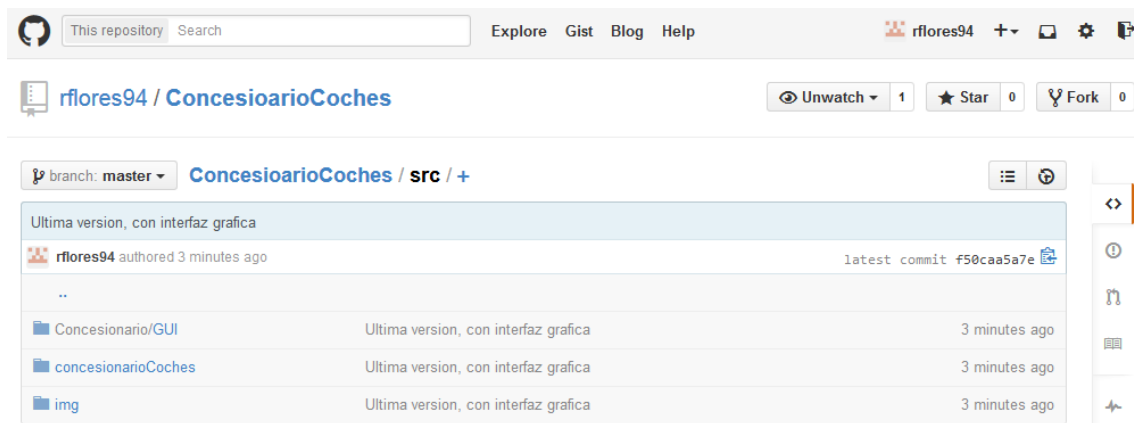 This repository Search Explore Gist Blog Help rflores94
rflores94 / ConcesioarioCoches Unwatch 1 Star 0 Fork 0
branch: master ConcesioarioCoches / src / +
Ultima version, con interfaz grafica
rflores94 authored 3 minutes ago latest commit f50caa5a7e
..
Concesionario/GUI Ultima version, con interfaz grafica 3 minutes ago
concesionarioCoches Ultima version, con interfaz grafica 3 minutes ago
img Ultima version, con interfaz grafica 3 minutes ago